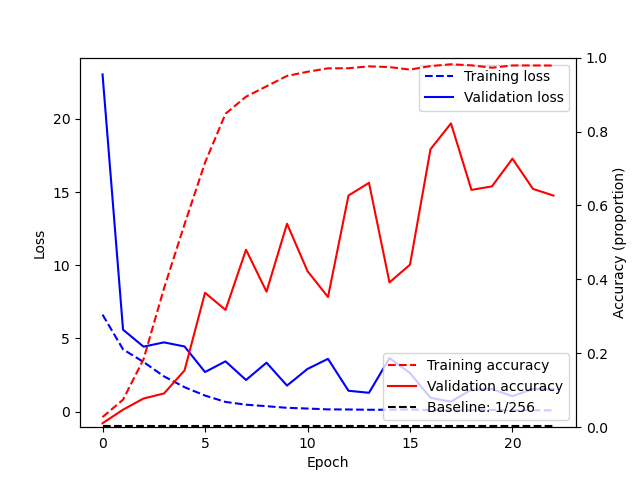 1.0
Training loss
Validation loss
20
0.8
15
0.6
Loss
Accuracy (proportion)
10
0.4
5
0.2
Training accuracy
Validation accuracy
Baseline: 1/256
0
0.0
0 5 10 15 20
Epoch